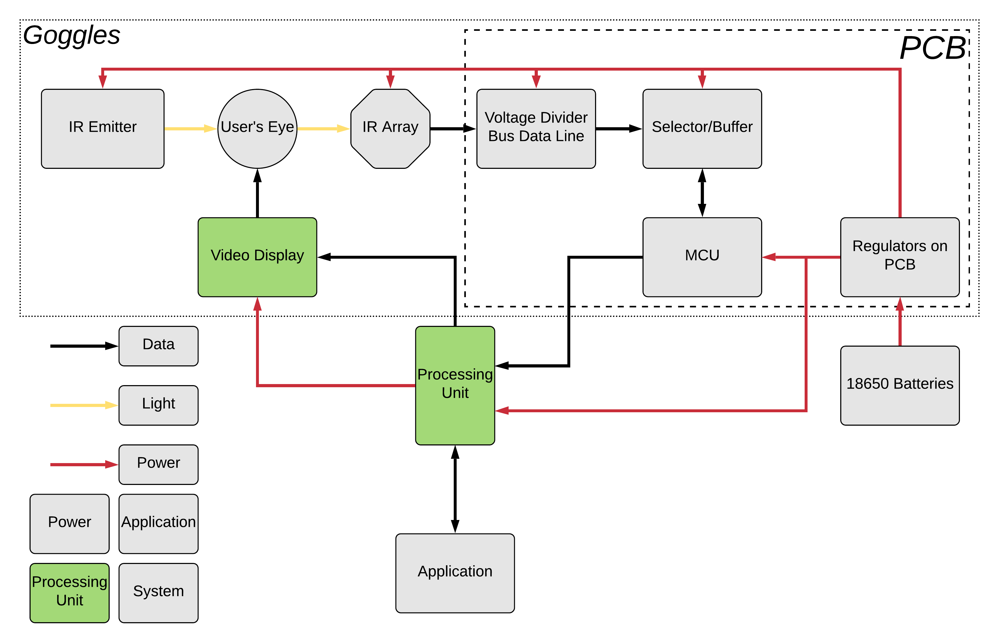 Goggles
PCB
IR Emitter
User's Eye
IR Array
Voltage Divider
Bus Data Line
Selector/Buffer
Video Display
MCU
Regulators on
PCB
Data
Processing
Unit
18650 Batteries
Light
Power
Power
Application
Application
Processing
Unit
System